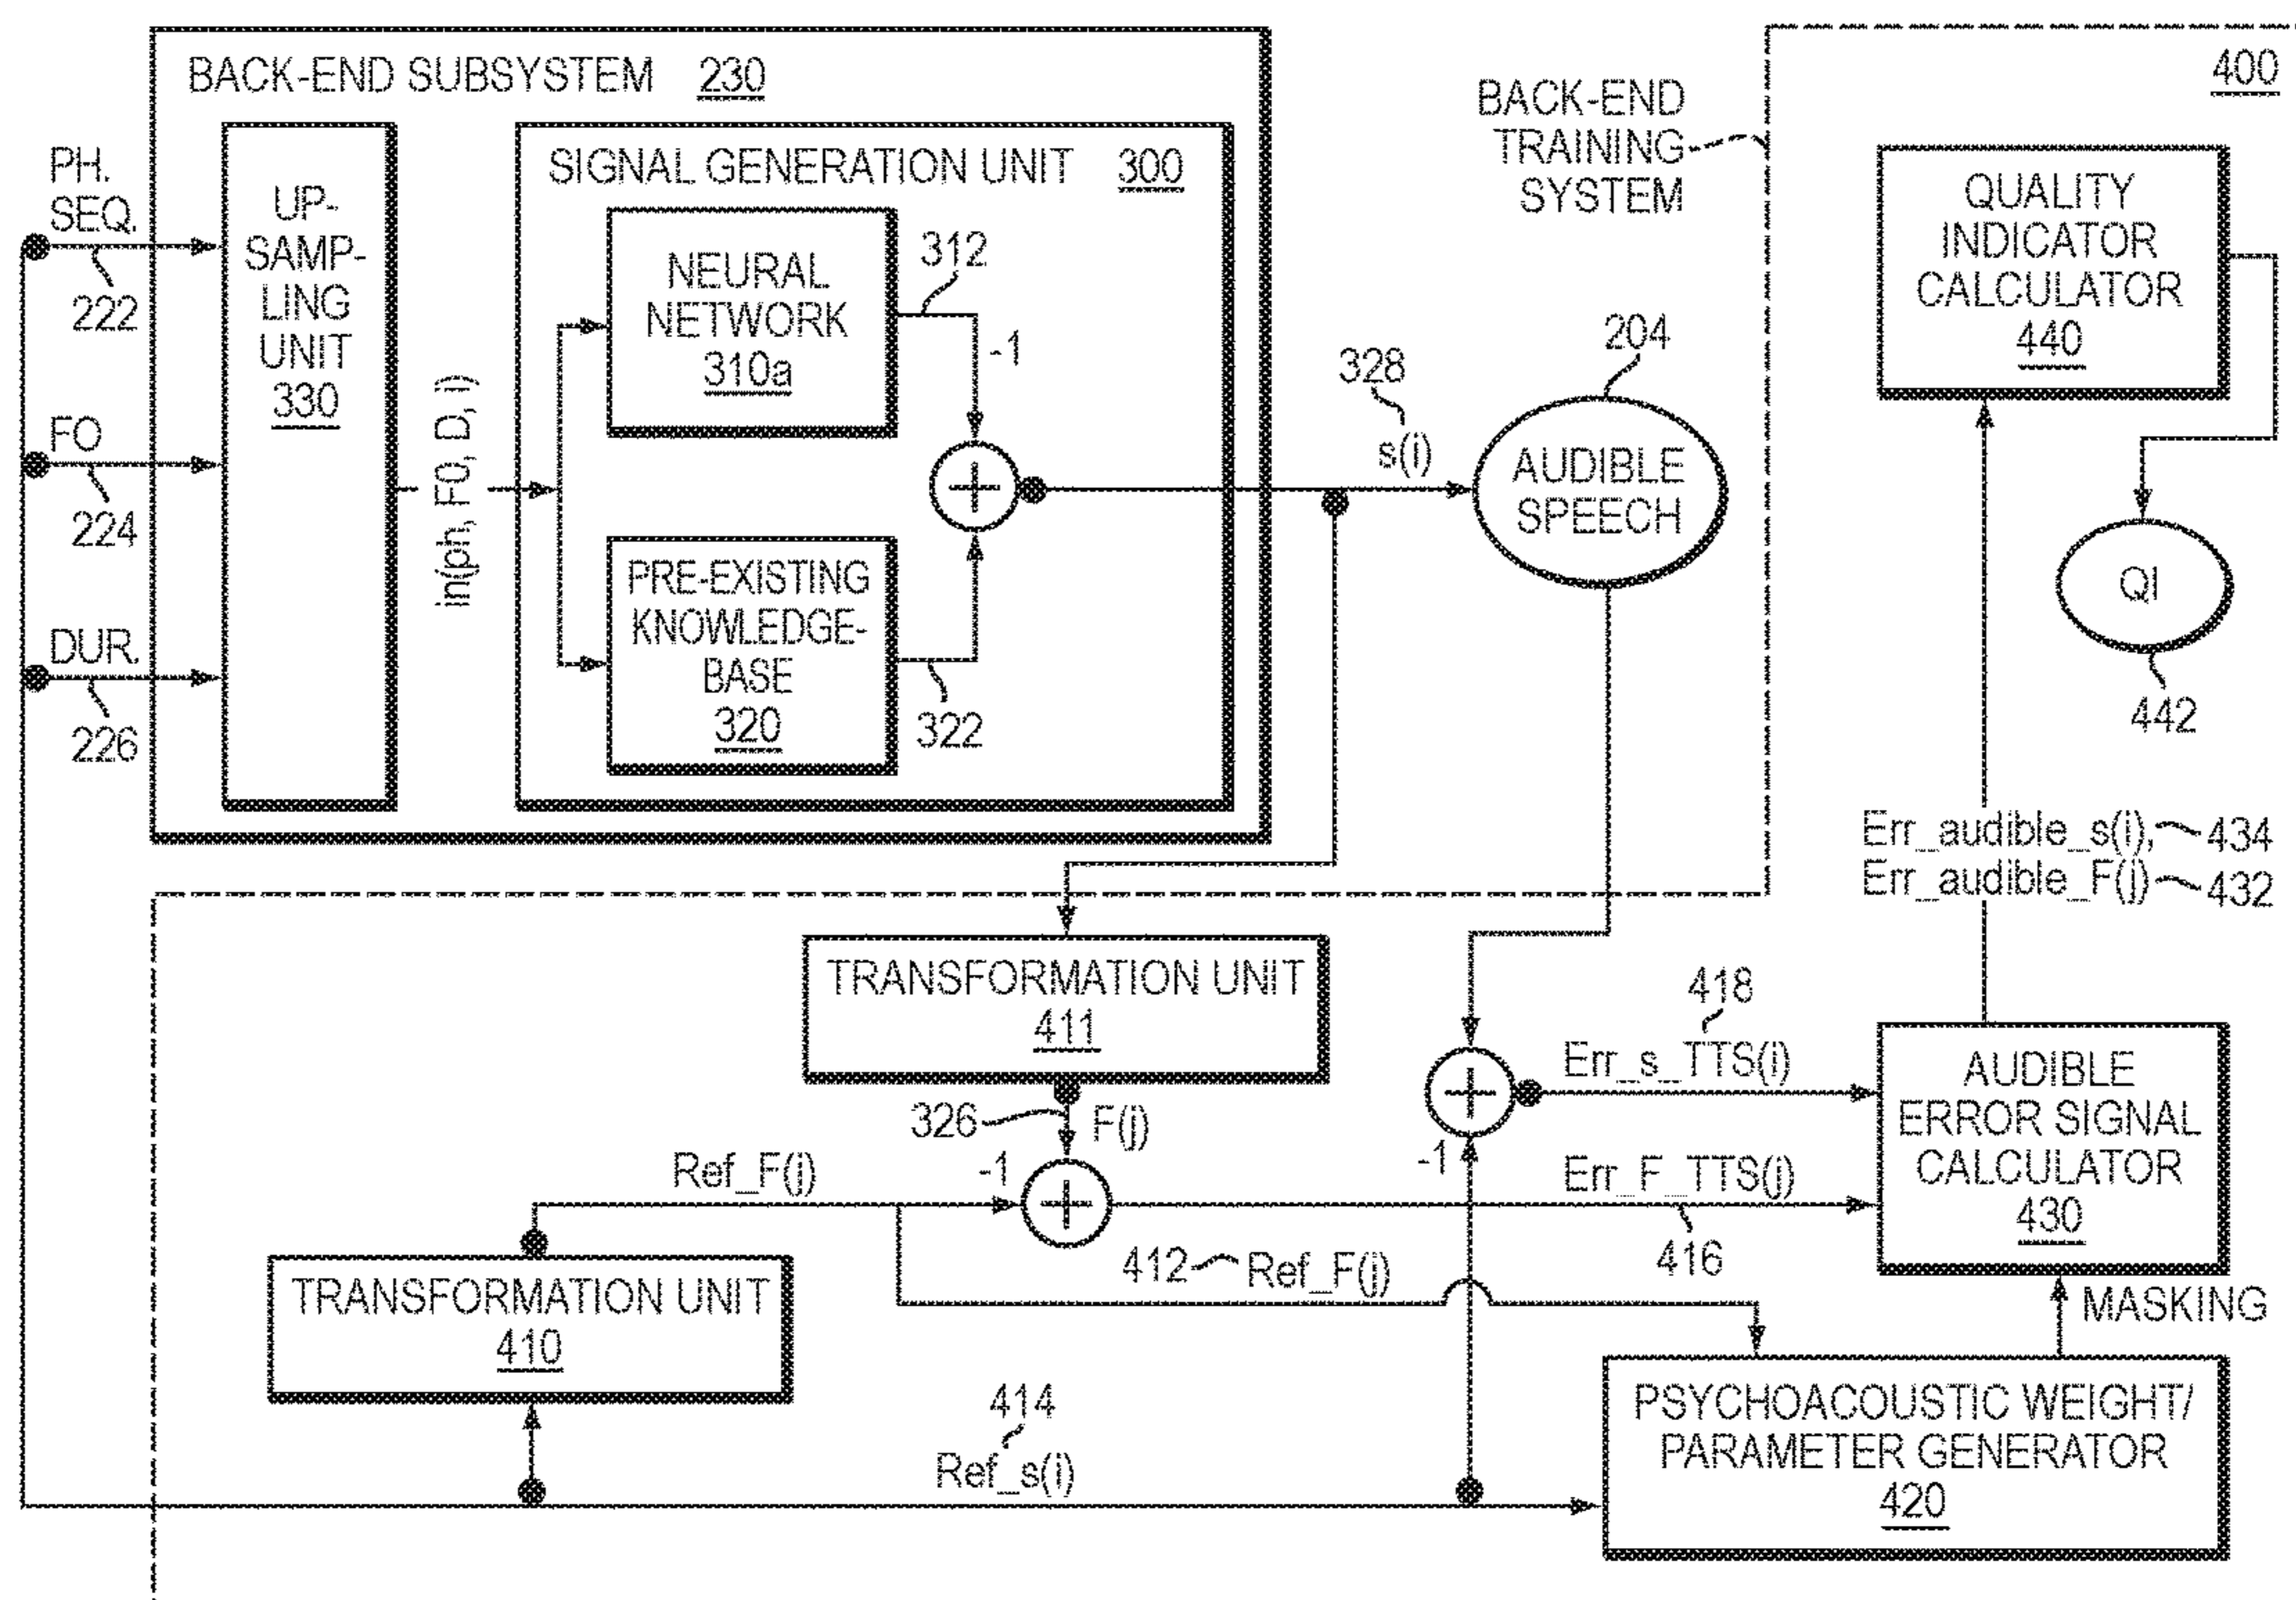 BACK-END SUBSYSTEM 230
PH.
SEQ.
222
FO
224
DUR.
226
UP-
SAMP-
LING
UNIT
330
in(ph, F0, D, i)
SIGNAL GENERATION UNIT 300
NEURAL
NETWORK
310a
312
-1
PRE-EXISTING
KNOWLEDGE-
BASE
320
322
328
s(i)
204
AUDIBLE
SPEECH
BACK-END
TRAINING
SYSTEM
400
QUALITY
INDICATOR
CALCULATOR
440
QI
442
Err_audible_s(i), 434
Err_audible_F(j) 432
TRANSFORMATION UNIT
411
326 F(j)
Ref_F(j)
-1
418
Err_s_TTS(i)
-1
Err_F_TTS(j)
416
AUDIBLE
ERROR SIGNAL
CALCULATOR
430
412 Ref_F(j)
MASKING
TRANSFORMATION UNIT
410
414
Ref_s(i)
PSYCHOACOUSTIC WEIGHT/
PARAMETER GENERATOR
420